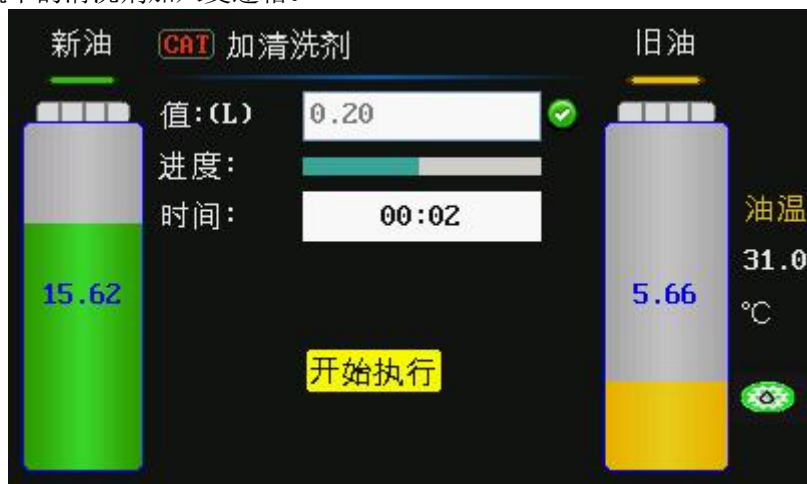 新油
CAT 加清洗剂
旧油
值:(L)
0.20
进度:
时间:
00:02
油温
31.0
℃
15.62
5.66
开始执行